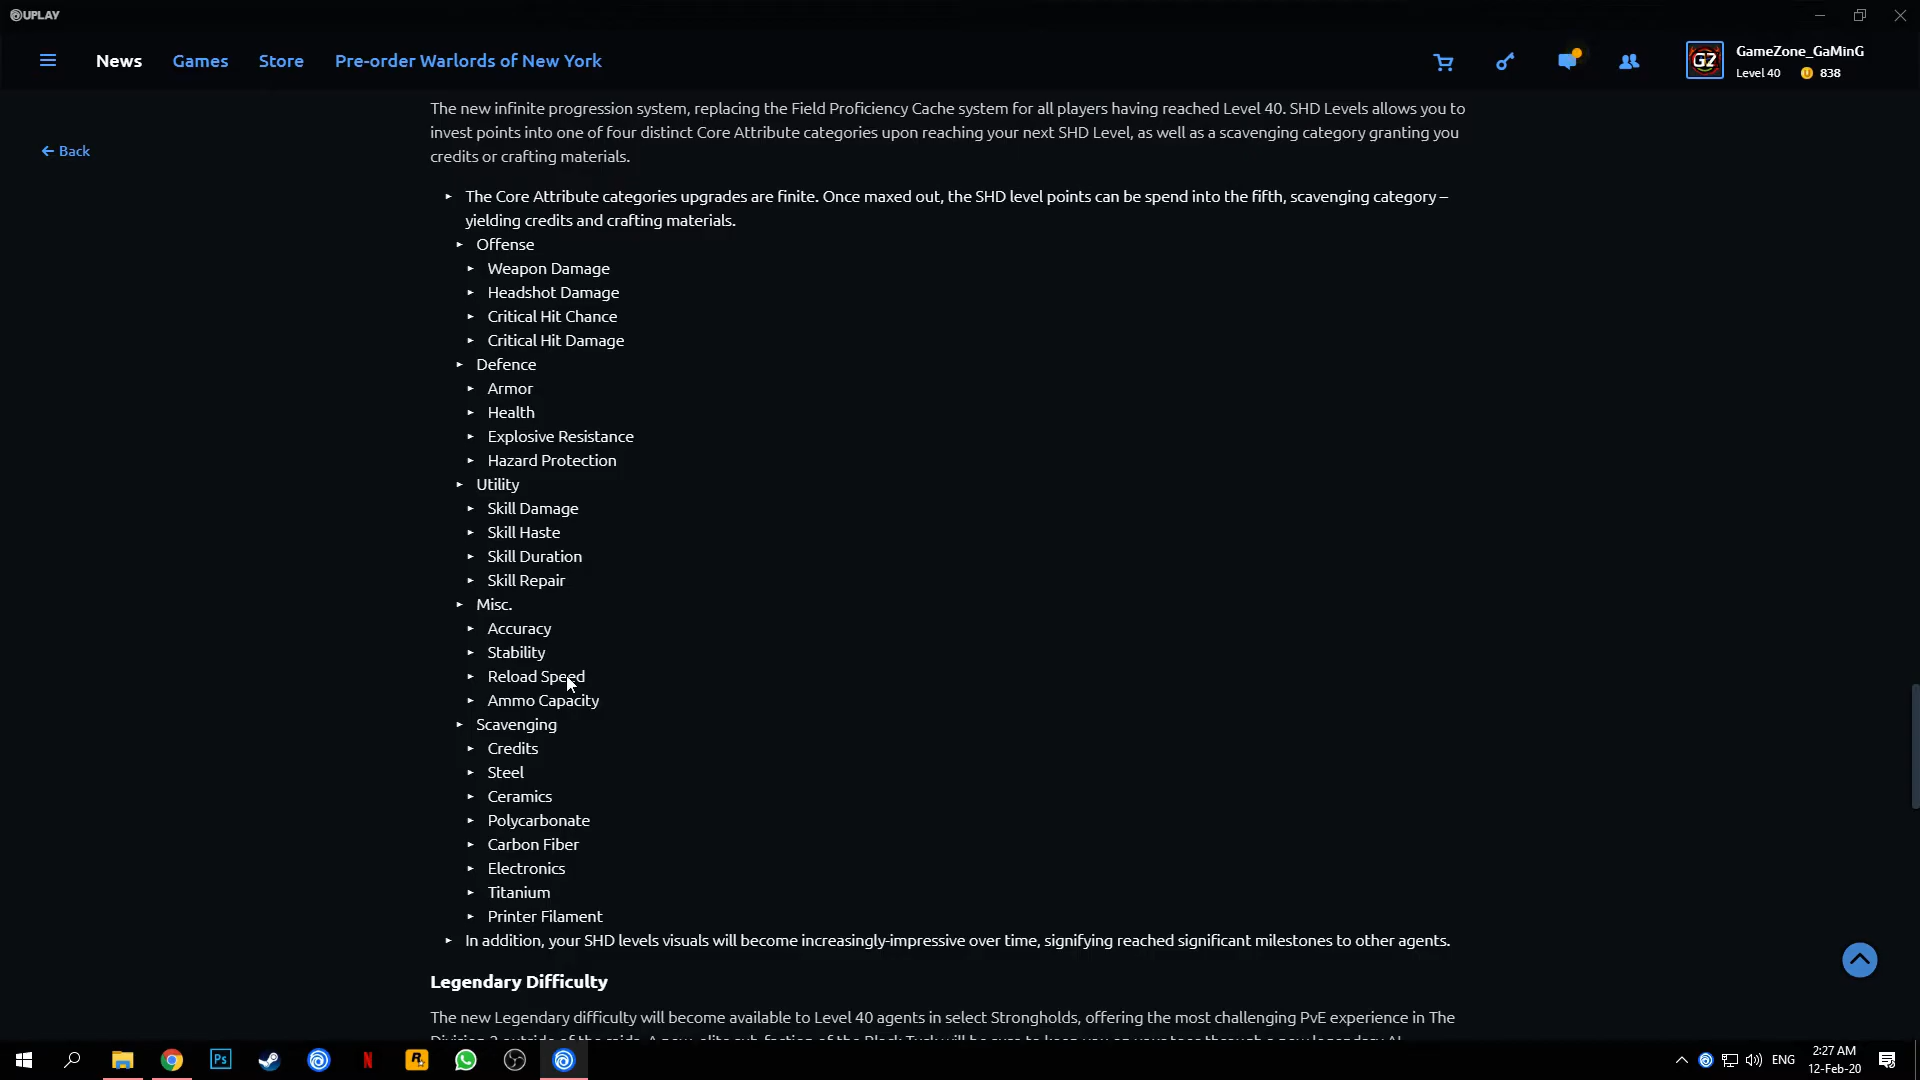 UPLAY
News Games Store Pre-order Warlords of New York
GameZone_GaMinG
Level 40 838
Back
The new infinite progression system, replacing the Field Proficiency Cache system for all players having reached Level 40. SHD Levels allows you to
invest points into one of four distinct Core Attribute categories upon reaching your next SHD Level, as well as a scavenging category granting you
credits or crafting materials.
The Core Attribute categories upgrades are finite. Once maxed out, the SHD level points can be spend into the fifth, scavenging category –
yielding credits and crafting materials.
Offense
Weapon Damage
Headshot Damage
Critical Hit Chance
Critical Hit Damage
Defence
Armor
Health
Explosive Resistance
Hazard Protection
Utility
Skill Damage
Skill Haste
Skill Duration
Skill Repair
Misc.
Accuracy
Stability
Reload Speed
Ammo Capacity
Scavenging
Credits
Steel
Ceramics
Polycarbonate
Carbon Fiber
Electronics
Titanium
Printer Filament
In addition, your SHD levels visuals will become increasingly-impressive over time, signifying reached significant milestones to other agents.
Legendary Difficulty
The new Legendary difficulty will become available to Level 40 agents in select Strongholds, offering the most challenging PvE experience in The
Ps
N
R
ENG
2:27 AM
12-Feb-20